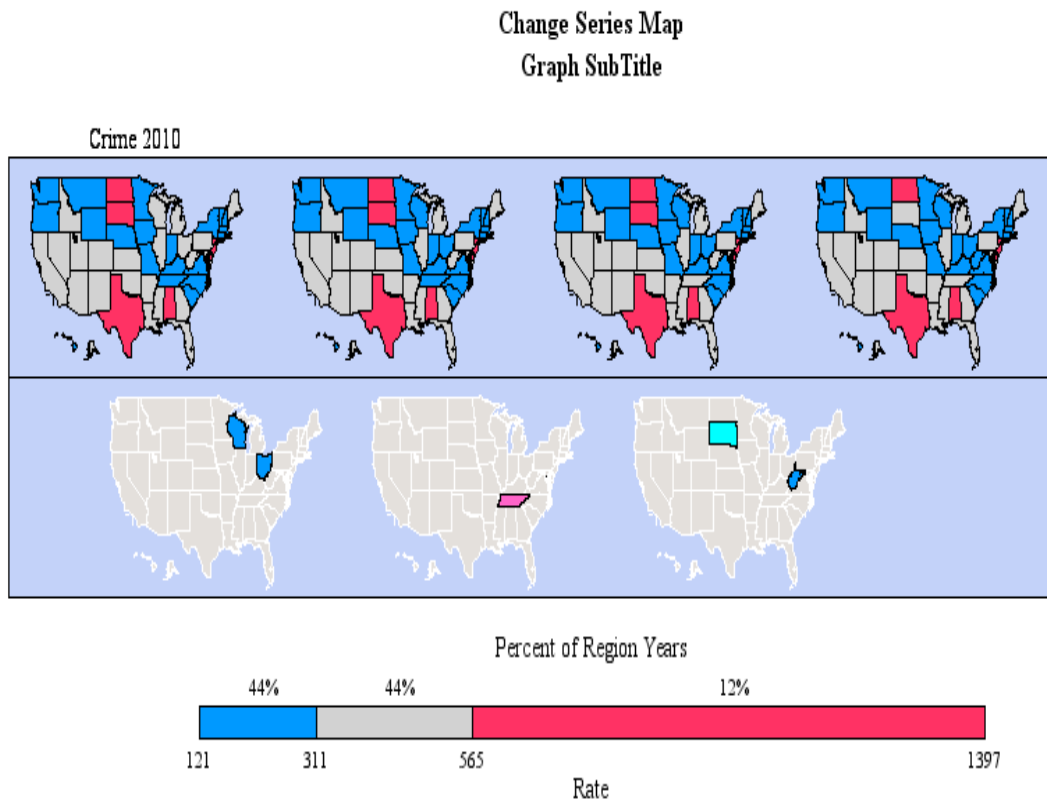 Change Series Map
Graph SubTitle
Crime 2010
Percent of Region Years
44% 44% 12%
121 311 565 1397
Rate